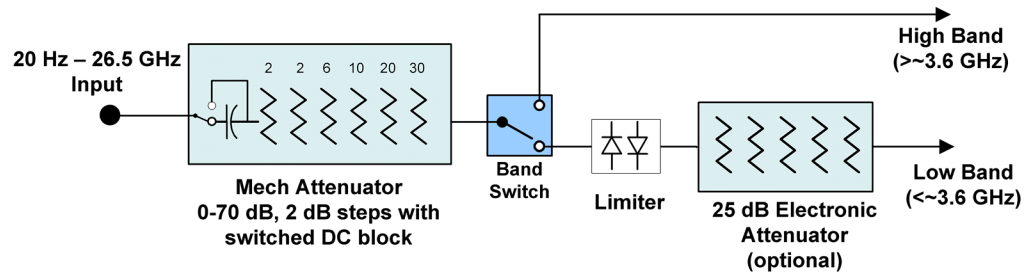 20 Hz – 26.5 GHz
Input
2 2 6 10 20 30
Mech Attenuator
0-70 dB, 2 dB steps with
switched DC block
Band
Switch
Limiter
25 dB Electronic
Attenuator
(optional)
High Band
(>~3.6 GHz)
Low Band
(<~3.6 GHz)